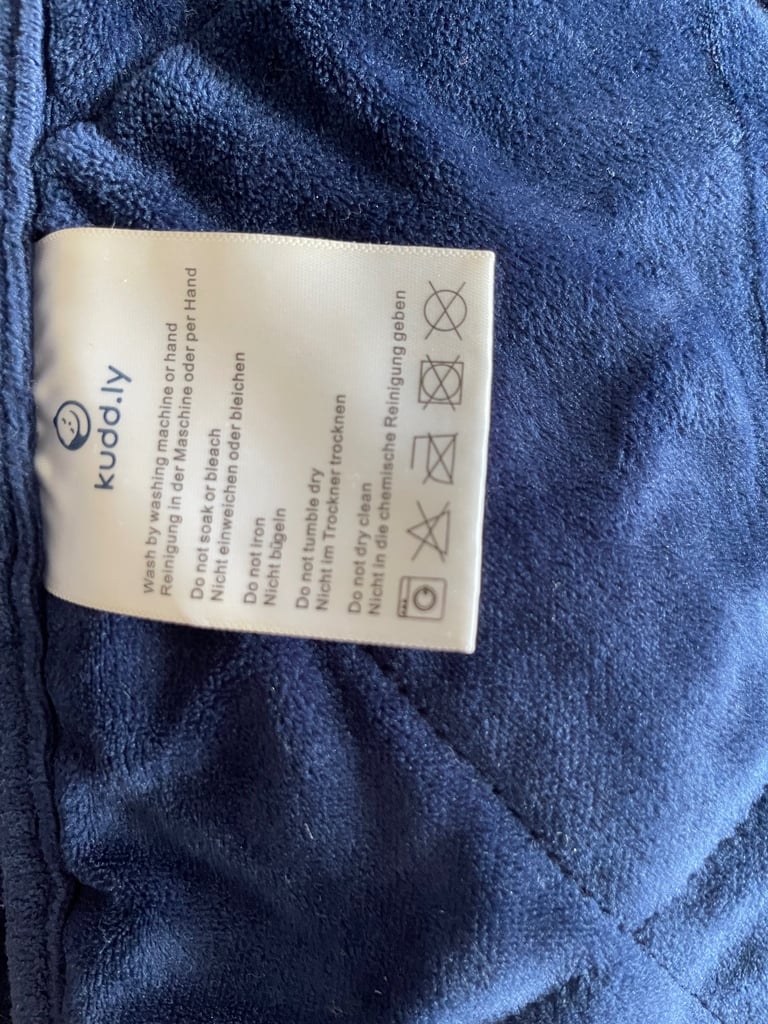 kudd.ly
Wash by washing machine or hand
Reinigung in der Maschine oder per Hand
Do not soak or bleach
Nicht einweichen oder bleichen
Do not iron
Nicht bügeln
Do not tumble dry
Nicht im Trockner trocknen
Do not dry clean
Nicht in die chemische Reinigung geben